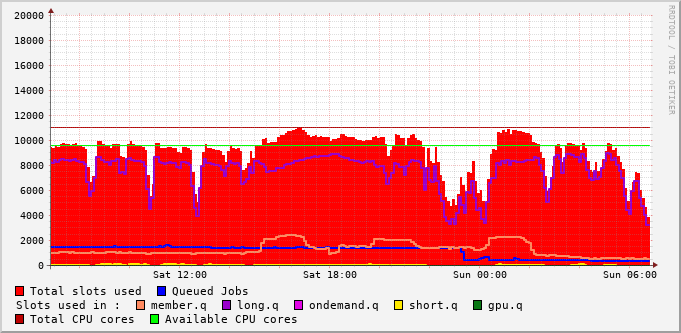 20000
18000
16000
14000
12000
10000
8000
6000
4000
2000
0
Sat 12:00 Sat 18:00 Sun 00:00 Sun 06:00
RRDTOOL / TOBI OETIKER
Total slots used Queued Jobs
Slots used in : member.q long.q ondemand.q short.q gpu.q
Total CPU cores Available CPU cores